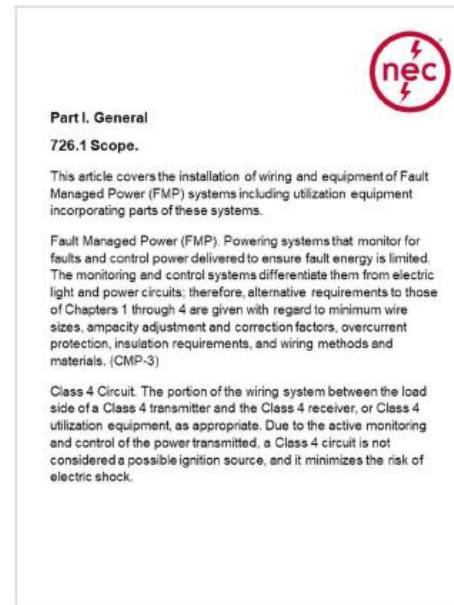 nec
Part I. General
726.1 Scope.
This article covers the installation of wiring and equipment of Fault
Managed Power (FMP) systems including utilization equipment
incorporating parts of these systems.
Fault Managed Power (FMP). Powering systems that monitor for
faults and control power delivered to ensure fault energy is limited.
The monitoring and control systems differentiate them from electric
light and power circuits; therefore, alternative requirements to those
of Chapters 1 through 4 are given with regard to minimum wire
sizes, ampacity adjustment and correction factors, overcurrent
protection, insulation requirements, and wiring methods and
materials. (CMP-3)
Class 4 Circuit. The portion of the wiring system between the load
side of a Class 4 transmitter and the Class 4 receiver, or Class 4
utilization equipment, as appropriate. Due to the active monitoring
and control of the power transmitted, a Class 4 circuit is not
considered a possible ignition source, and it minimizes the risk of
electric shock.